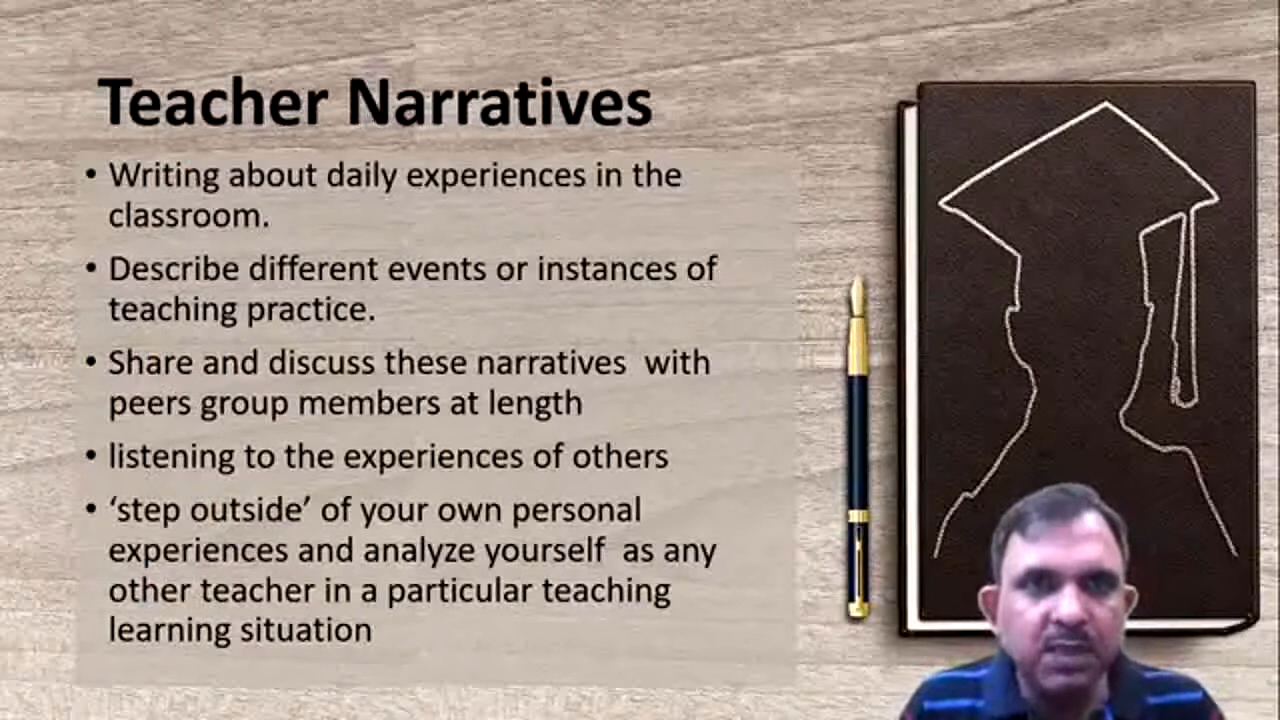 Teacher Narratives
• Writing about daily experiences in the
classroom.
• Describe different events or instances of
teaching practice.
• Share and discuss these narratives  with
peers group members at length
• listening to the experiences of others
• ‘step outside’ of your own personal
experiences and analyze yourself  as any
other teacher in a particular teaching
learning situation